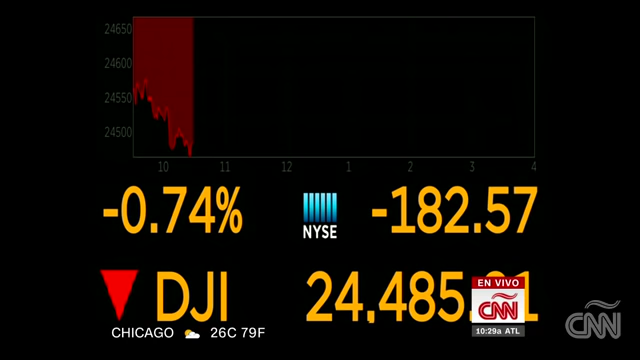 24650
24600
24550
24500
10 11 12 1 2 3 4
-0.74% NYSE -182.57
DJI 24,485.
EN VIVO
CNN
10:29a ATL
CHICAGO 26C 79F
CNN